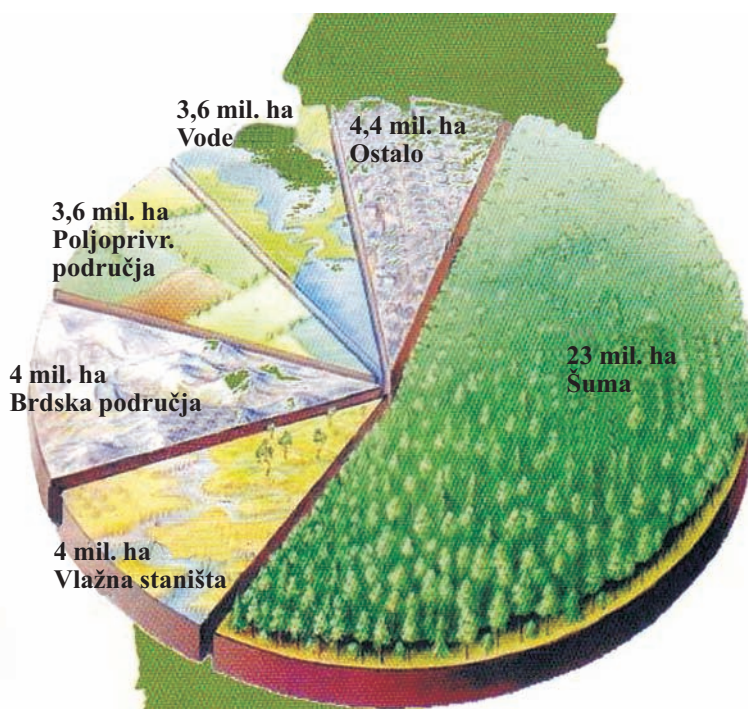 3,6 mil. ha
Vode
4,4 mil. ha
Ostalo
3,6 mil. ha
Poljoprivr.
područja
23 mil. ha
Šuma
4 mil. ha
Brdska područja
4 mil. ha
Vlažna staništa